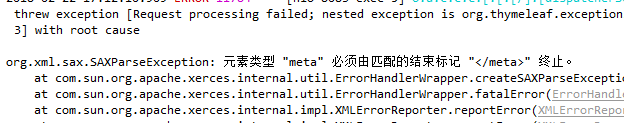 threw exception [Request processing failed; nested exception is org.thymeleaf.exception
3] with root cause
org.xml.sax.SAXParseException: 元素类型 "meta" 必须由匹配的结束标记 "</meta>" 终止。
at com.sun.org.apache.xerces.internal.util.ErrorHandlerWrapper.createSAXParseExceptio
at com.sun.org.apache.xerces.internal.util.ErrorHandlerWrapper.fatalError(ErrorHandle
at com.sun.org.apache.xerces.internal.impl.XMLErrorReporter.reportError(XMLErrorRepo